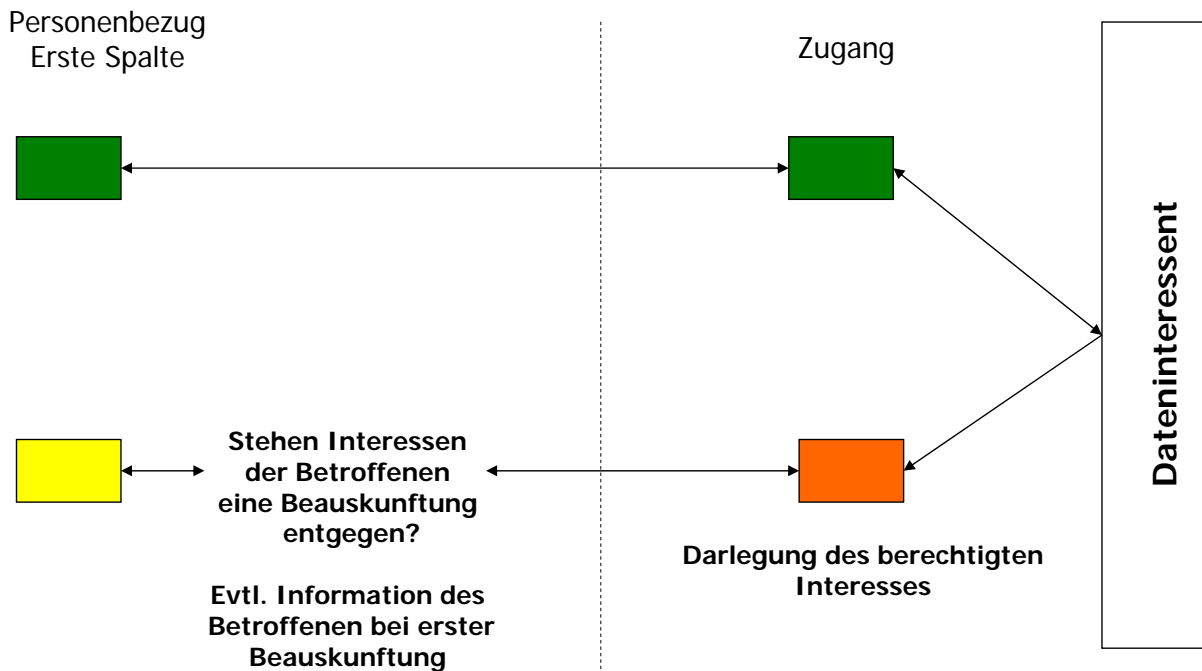 Personenbezug
Erste Spalte
Zugang
Dateninteressent
Stehen Interessen
der Betroffenen
eine Beauskunftung
entgegen?
Darlegung des berechtigten
Interesses
Evtl. Information des
Betroffenen bei erster
Beauskunftung